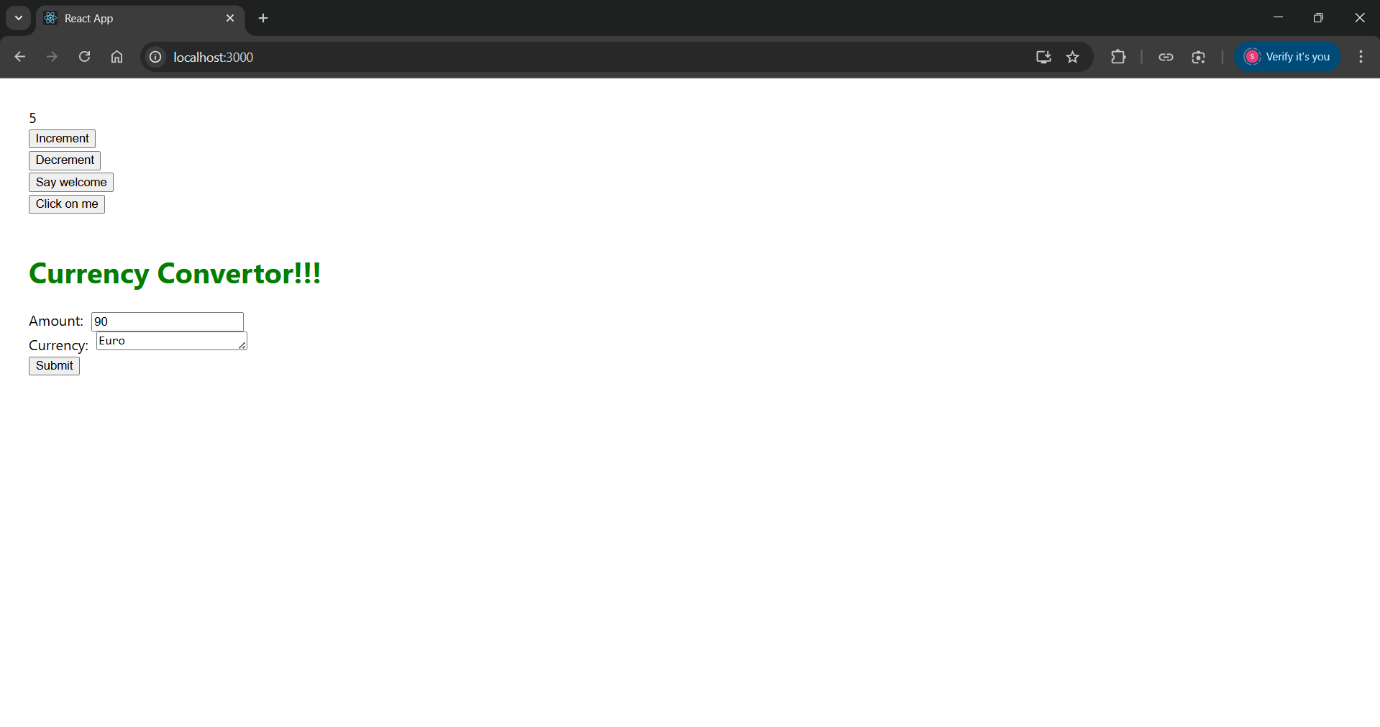 React App
localhost:3000
S Verify it's you
5
Increment
Decrement
Say welcome
Click on me
Currency Convertor!!!
Amount: 90
Currency: Euro
Submit